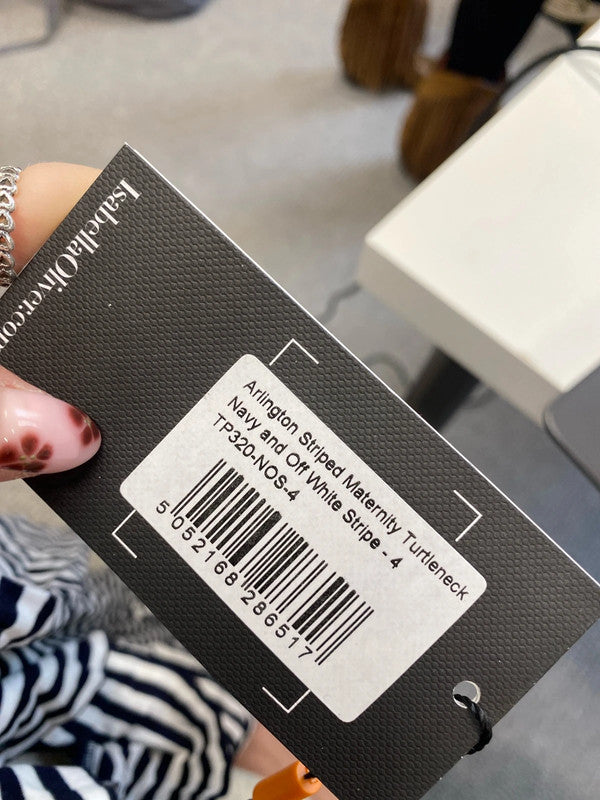 IsabellaOliver.com
Arlington Striped Maternity Turtleneck
Navy and Off White Stripe - 4
TP320-NOS-4
5 052168 286517